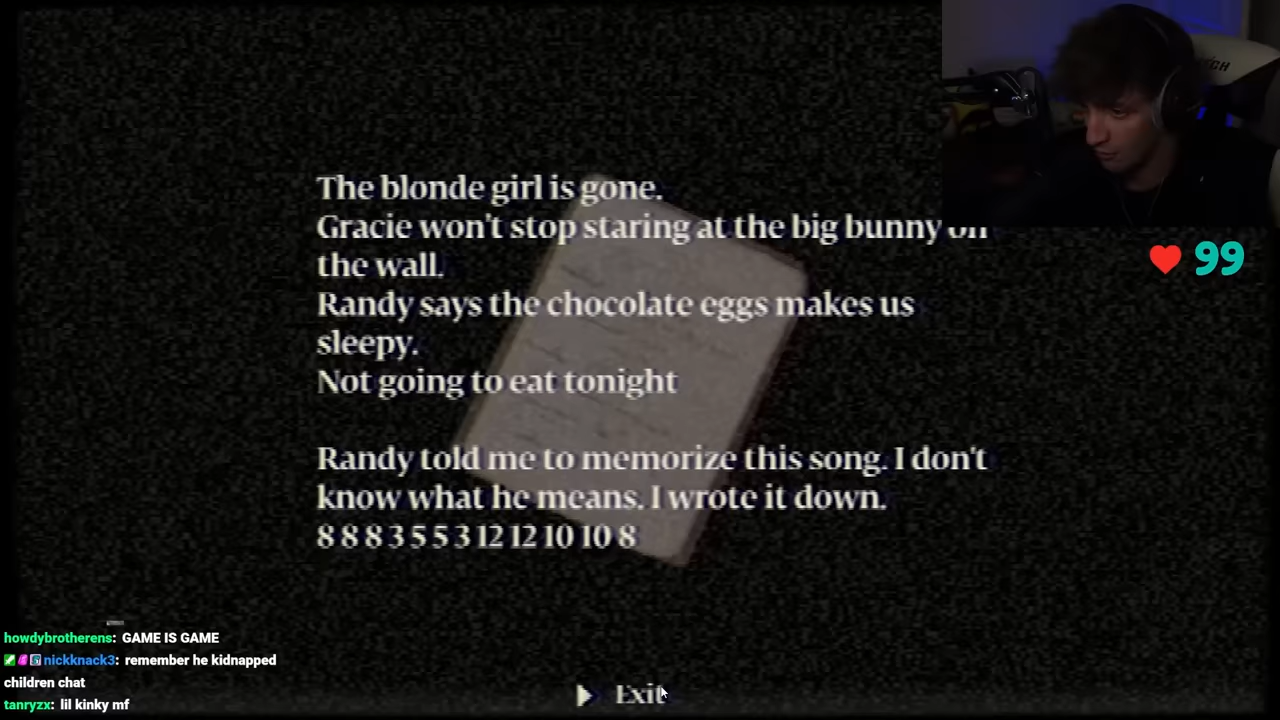 The blonde girl is gone.
Gracie won't stop staring at the big bunny on
the wall.
Randy says the chocolate eggs makes us
sleepy.
Not going to eat tonight
Randy told me to memorize this song. I don't
know what he means. I wrote it down.
8 8 8 3 5 5 3 12 12 10 10 8
Exit
99
howdybrotherens: GAME IS GAME
nickknack3: remember he kidnapped
children chat
tanryzx: lil kinky mf